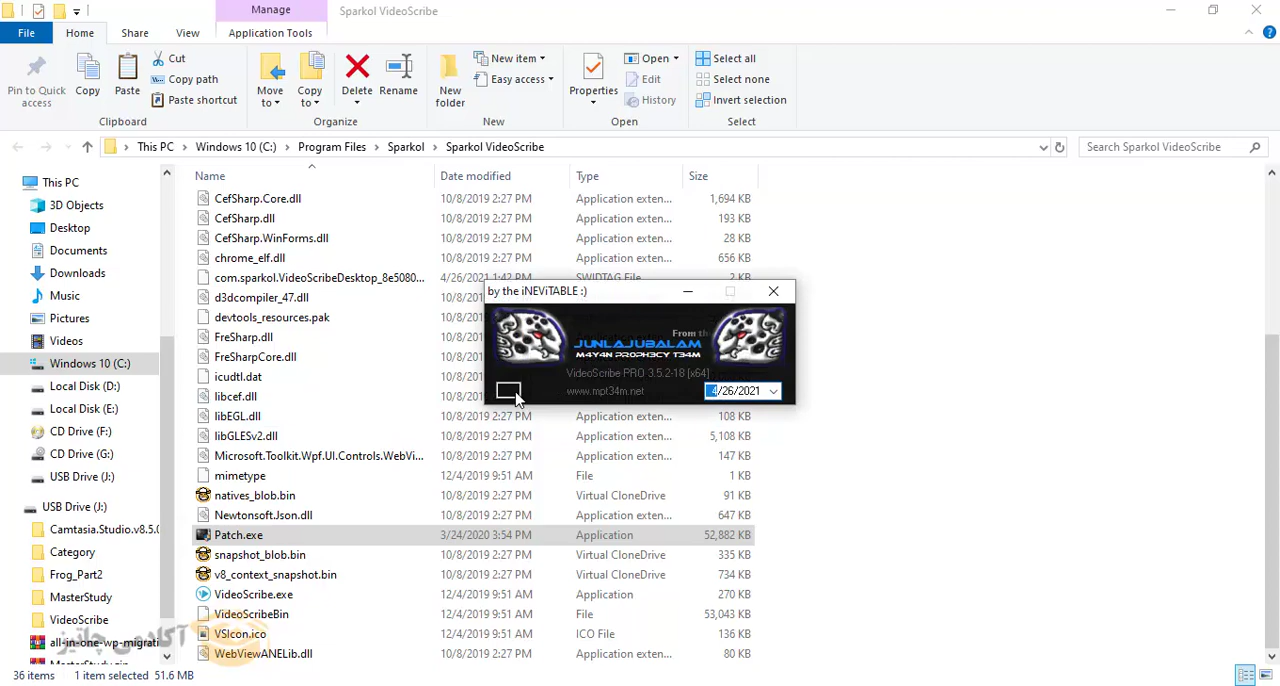 Manage
Sparkol VideoScribe
File
Home
Share
View
Application Tools
Pin to Quick access
Copy
Paste
Cut
Copy path
Paste shortcut
Move to
Copy to
Delete
Rename
New folder
New item
Easy access
Properties
Open
Edit
History
Select all
Select none
Invert selection
Clipboard
Organize
New
Open
Select
This PC > Windows 10 (C:) > Program Files > Sparkol > Sparkol VideoScribe
Search Sparkol VideoScribe
This PC
3D Objects
Desktop
Documents
Downloads
Music
Pictures
Videos
Windows 10 (C:)
Local Disk (D:)
Local Disk (E:)
CD Drive (F:)
CD Drive (G:)
USB Drive (J:)
USB Drive (J:)
Camtasia.Studio.v8.5.0
Category
Frog_Part2
MasterStudy
VideoScribe
all-in-one-wp-migrati
Name Date modified Type Size
CefSharp.Core.dll 10/8/2019 2:27 PM Application exten... 1,694 KB
CefSharp.dll 10/8/2019 2:27 PM Application exten... 193 KB
CefSharp.WinForms.dll 10/8/2019 2:27 PM Application exten... 28 KB
chrome_elf.dll 10/8/2019 2:27 PM Application exten... 656 KB
com.sparkol.VideoScribeDesktop_8e5080... 4/26/2021 1:42 PM SWIDTAG File 2 KB
d3dcompiler_47.dll
devtools_resources.pak
FreSharp.dll
FreSharpCore.dll
icudtl.dat
libcef.dll
libEGL.dll 10/8/2019 2:27 PM Application exten... 108 KB
libGLESv2.dll 10/8/2019 2:27 PM Application exten... 5,108 KB
Microsoft.Toolkit.Wpf.UI.Controls.WebVi... 10/8/2019 2:27 PM Application exten... 147 KB
mimetype 12/4/2019 9:51 AM File 1 KB
natives_blob.bin 10/8/2019 2:27 PM Virtual CloneDrive 91 KB
Newtonsoft.Json.dll 10/8/2019 2:27 PM Application exten... 647 KB
Patch.exe 3/24/2020 3:54 PM Application 52,882 KB
snapshot_blob.bin 10/8/2019 2:27 PM Virtual CloneDrive 335 KB
v8_context_snapshot.bin 10/8/2019 2:27 PM Virtual CloneDrive 734 KB
VideoScribe.exe 12/4/2019 9:51 AM Application 270 KB
VideoScribeBin 12/4/2019 9:51 AM File 53,043 KB
VSIcon.ico 12/4/2019 9:51 AM ICO File 136 KB
WebViewANELib.dll 10/8/2019 2:27 PM Application exten... 80 KB
by the iNEViTABLE :)
From th
JUNLAJUBALAM
M4Y4N PR0PH3CY T34M
VideoScribe PRO 3.5.2-18 [x64]
www.mpt34m.net
4/26/2021
آکادمی چاتیز
36 items 1 item selected 51.6 MB